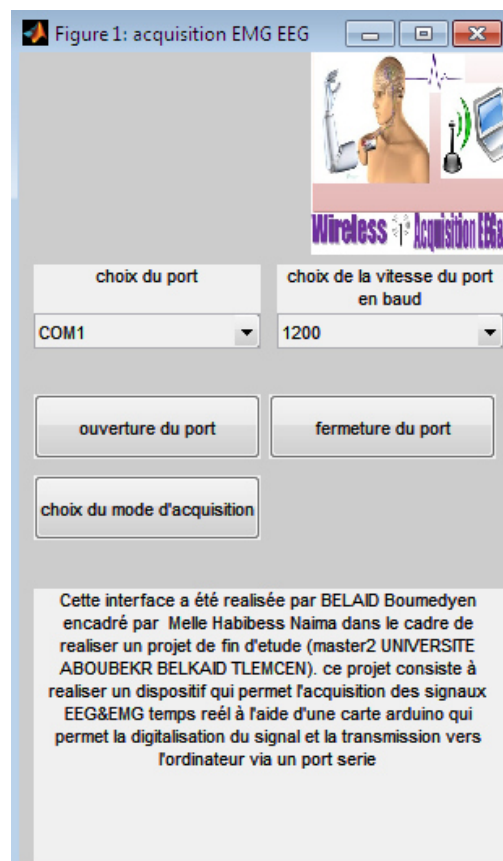 Figure 1: acquisition EMG EEG
Wireless Acquisition EEG&
choix du port
choix de la vitesse du port
en baud
COM1
1200
ouverture du port
fermeture du port
choix du mode d'acquisition
Cette interface a été realisée par BELAID Boumedyen
encadré par Melle Habibess Naima dans le cadre de
realiser un projet de fin d'etude (master2 UNIVERSITE
ABOUBEKR BELKAID TLEMCEN). ce projet consiste à
realiser un dispositif qui permet l'acquisition des signaux
EEG&EMG temps reél à l'aide d'une carte arduino qui
permet la digitalisation du signal et la transmission vers
l'ordinateur via un port serie